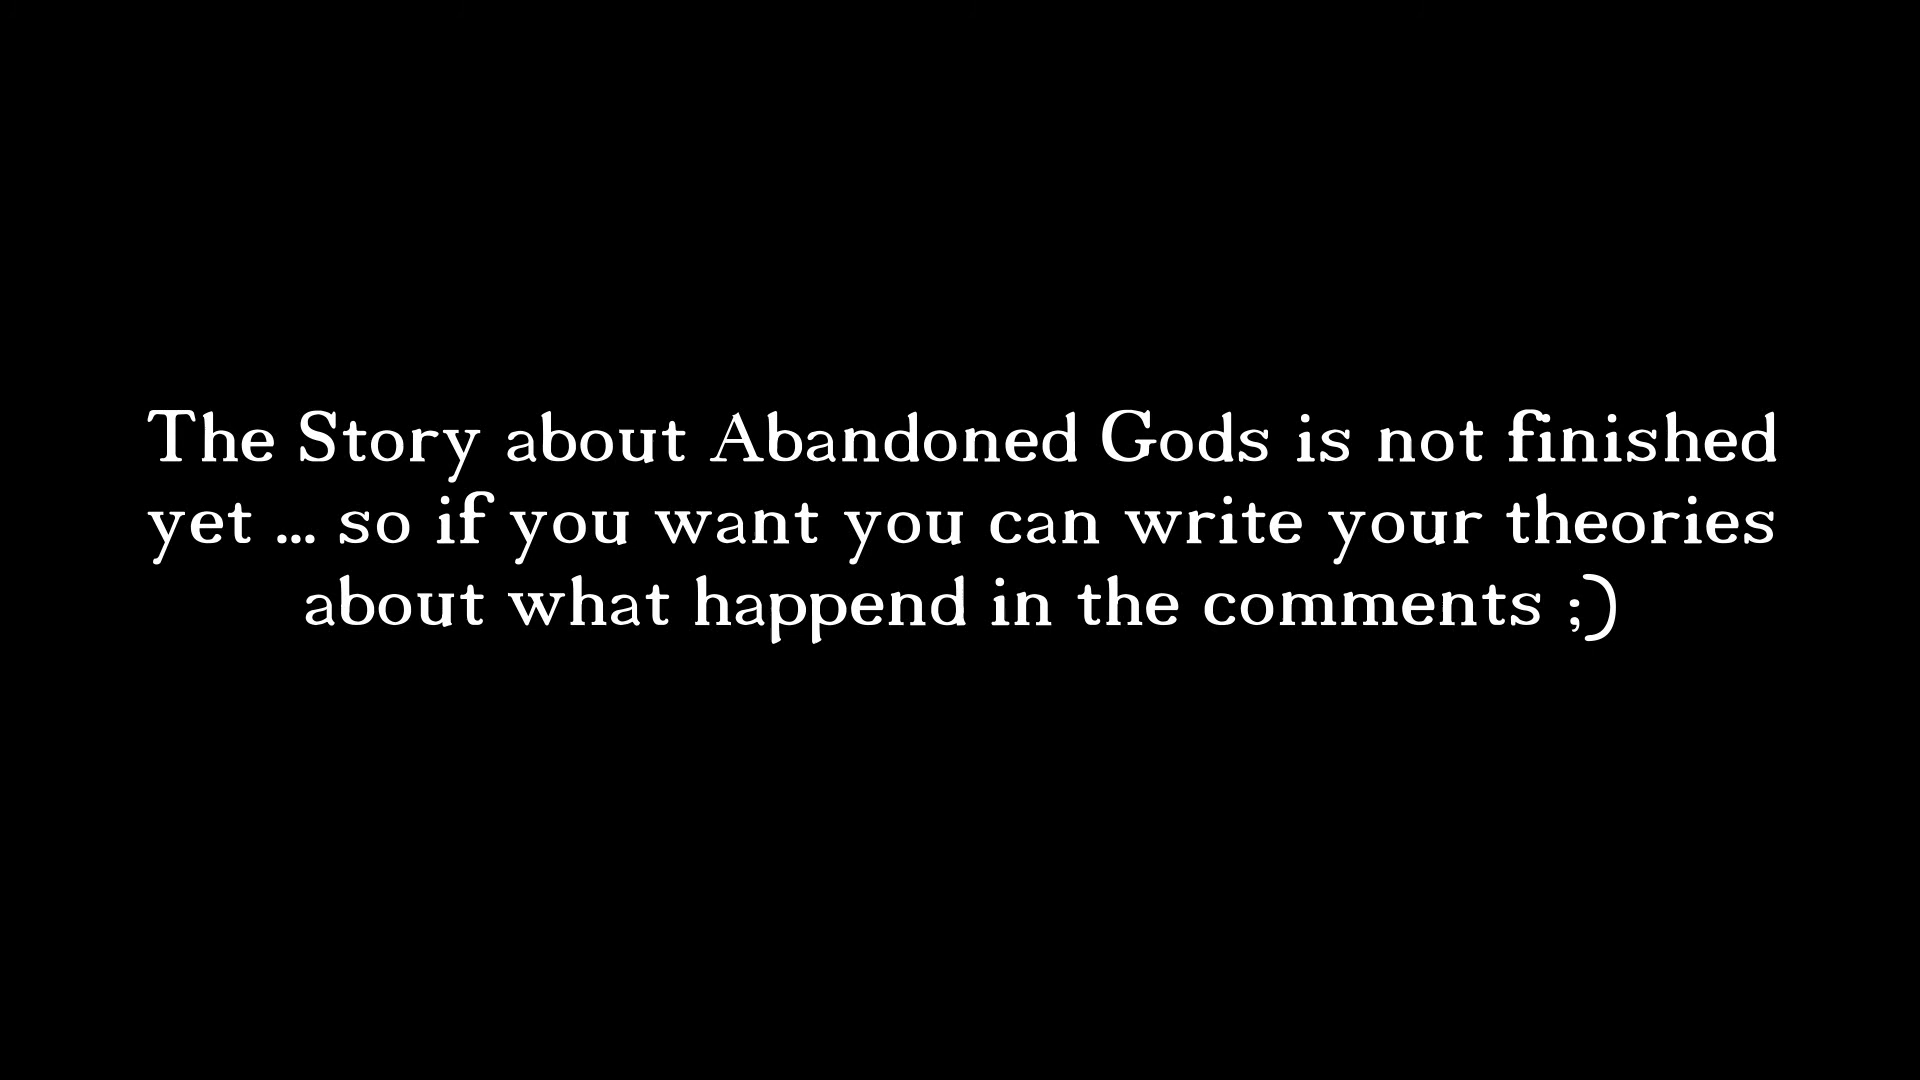 The Story about Abandoned Gods is not finished
yet ... so if you want you can write your theories
about what happend in the comments ;)